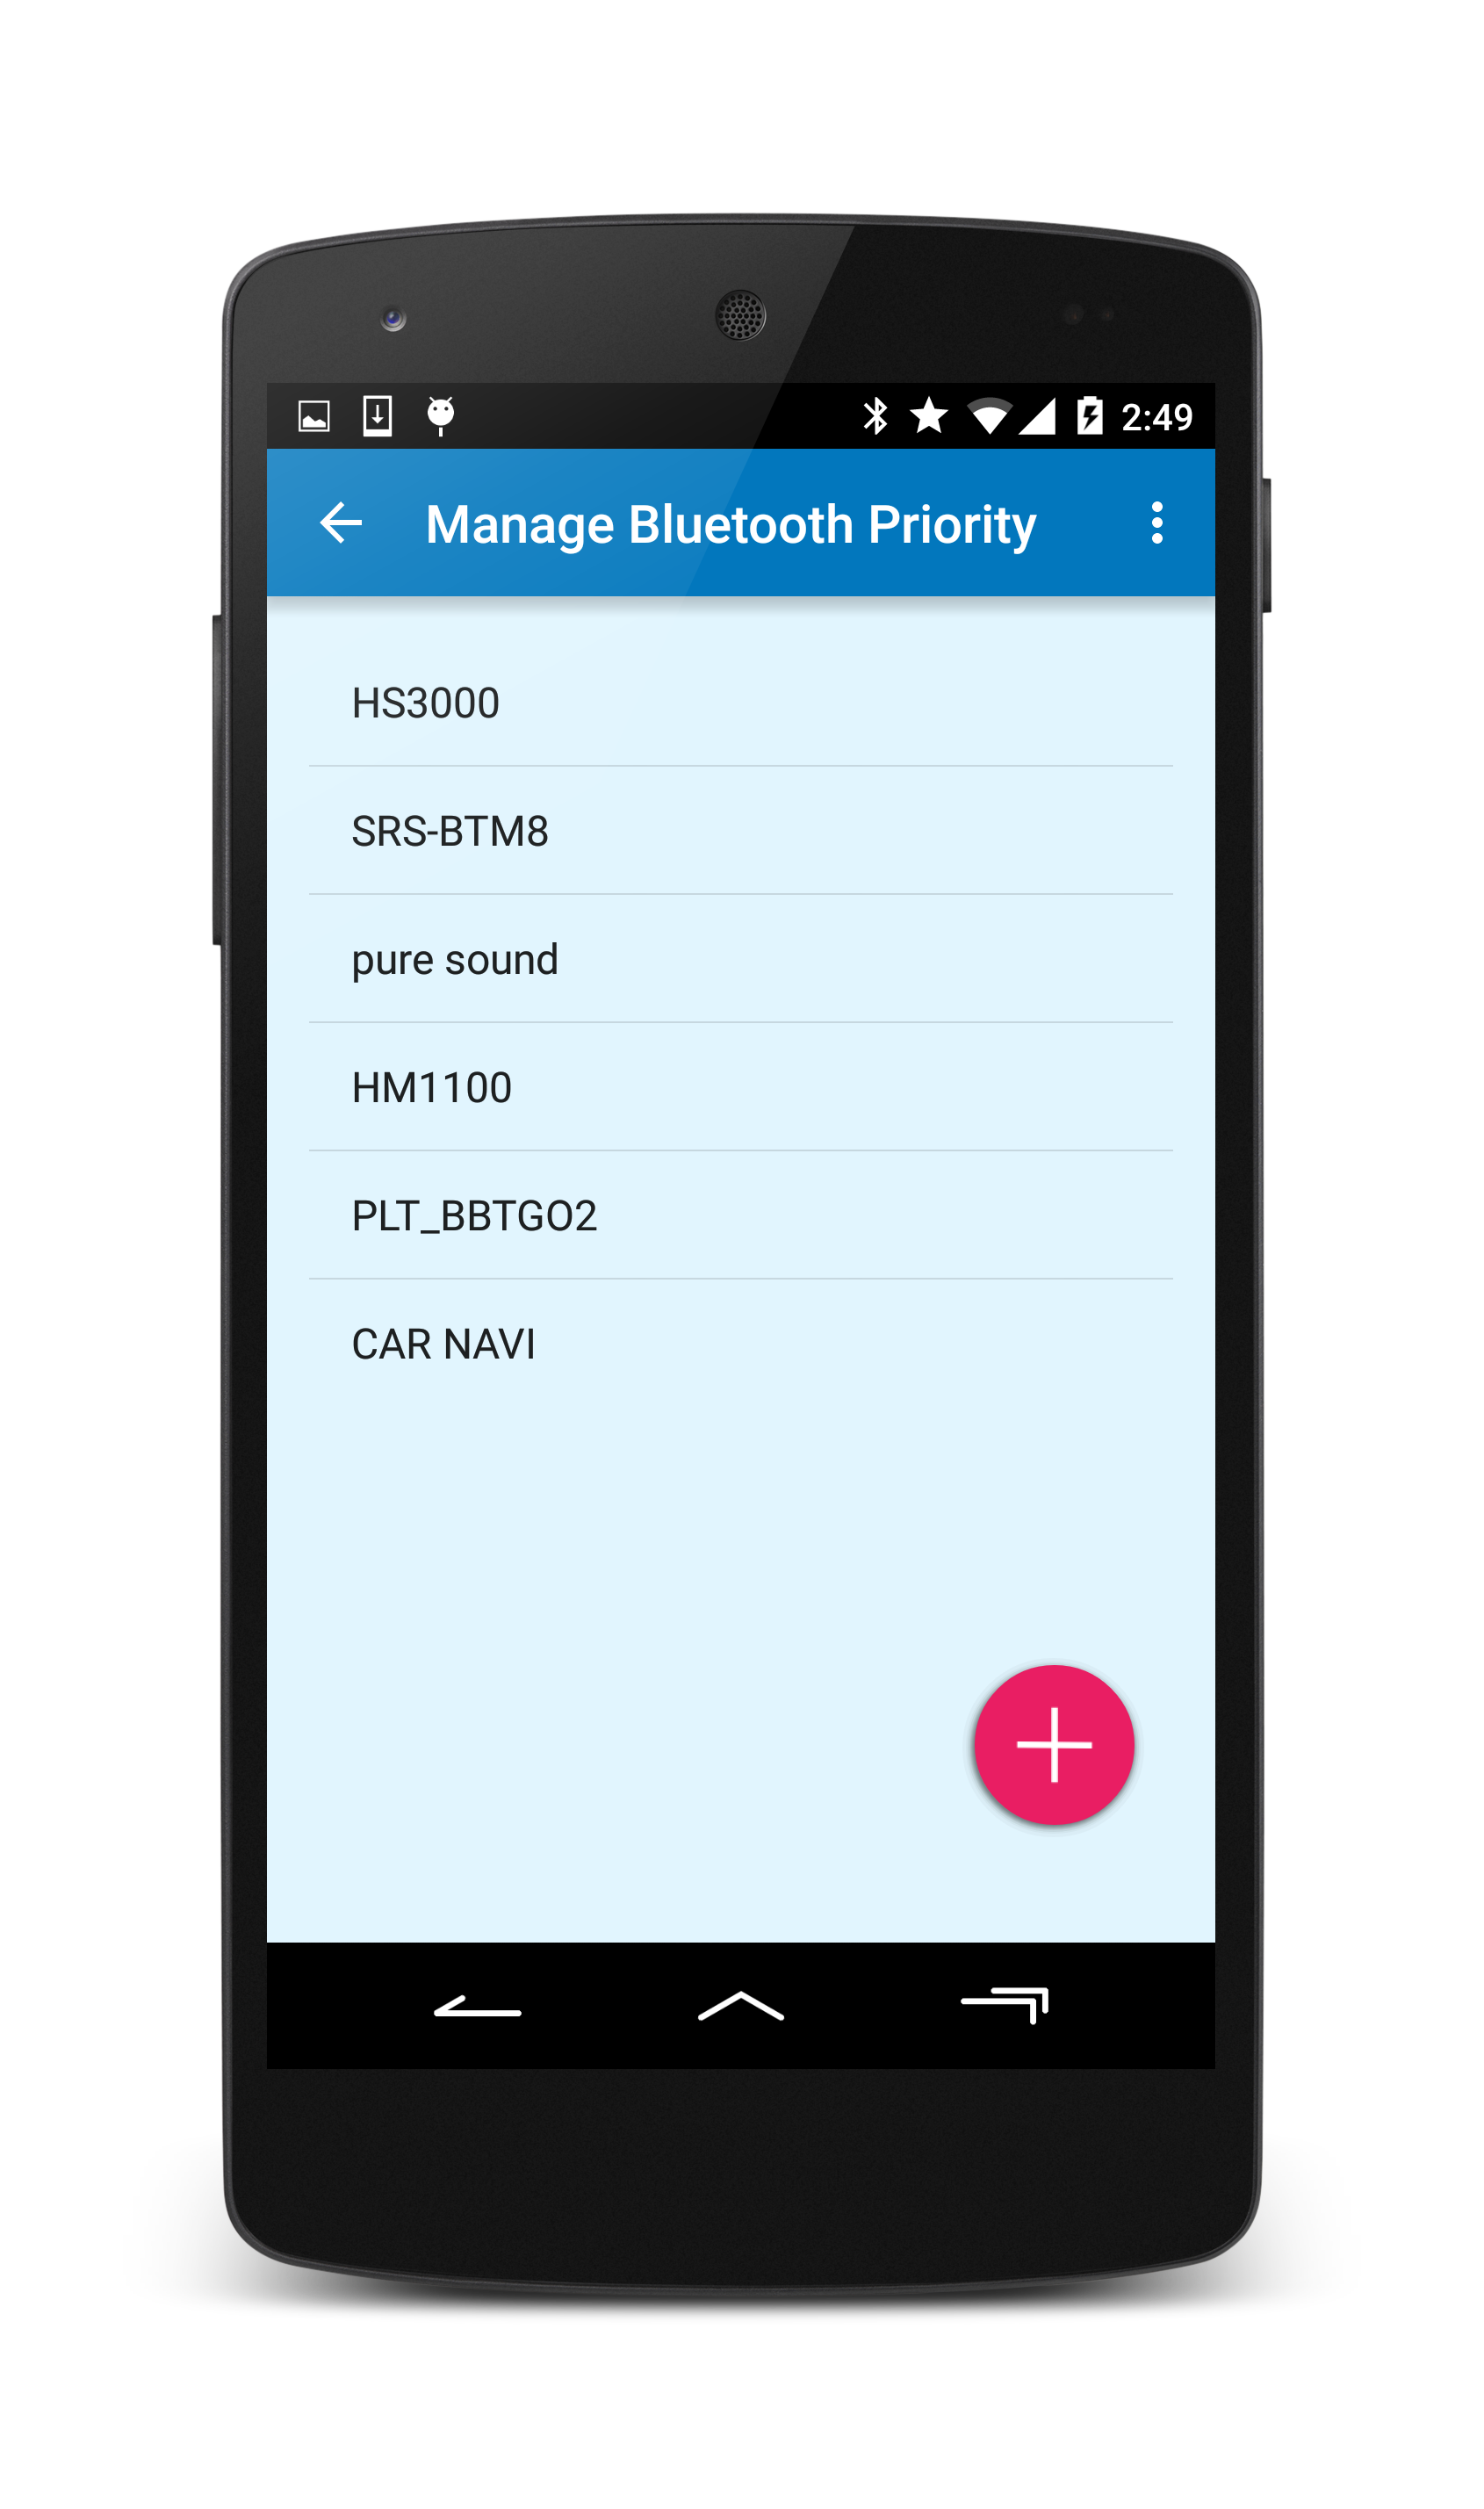 2:49
Manage Bluetooth Priority
HS3000
SRS-BTM8
pure sound
HM1100
PLT_BBTGO2
CAR NAVI